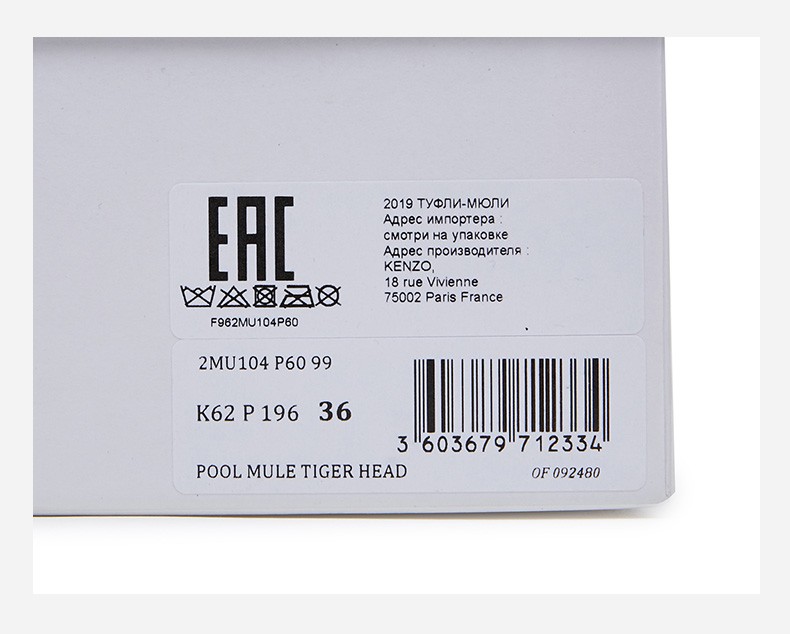 EAC
F962MU104P60
2019 ТУФЛИ-МЮЛИ
Адрес импортера :
смотри на упаковке
Адрес производителя :
KENZO,
18 rue Vivienne
75002 Paris France
2MU104 P60 99
K62 P 196 36
POOL MULE TIGER HEAD
3 603679 712334
OF 092480